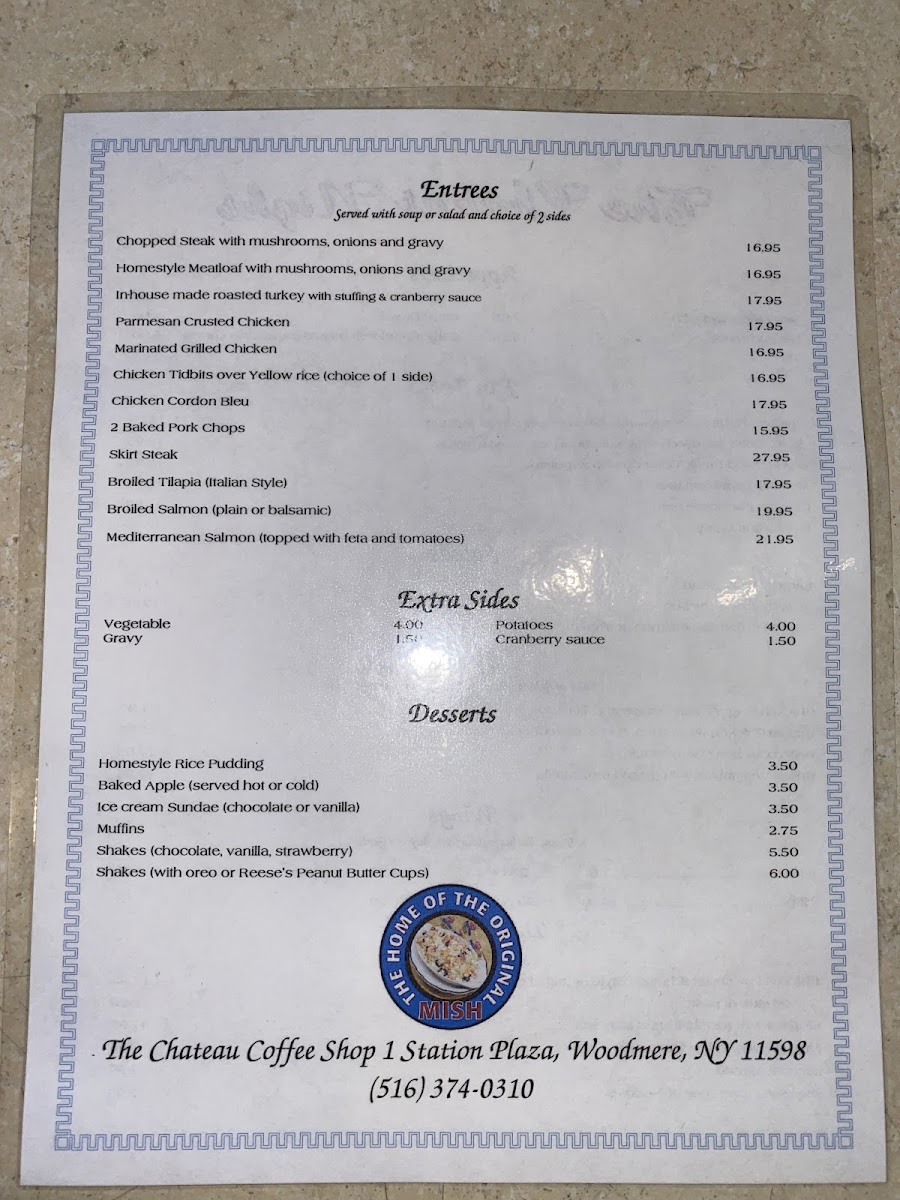 Entrees
Served with soup or salad and choice of 2 sides
Chopped Steak with mushrooms, onions and gravy 16.95
Homestyle Meatloaf with mushrooms, onions and gravy 16.95
In-house made roasted turkey with stuffing & cranberry sauce 17.95
Parmesan Crusted Chicken 17.95
Marinated Grilled Chicken 16.95
Chicken Tidbits over Yellow rice (choice of 1 side) 16.95
Chicken Cordon Bleu 17.95
2 Baked Pork Chops 15.95
Skirt Steak 27.95
Broiled Tilapia (Italian Style) 17.95
Broiled Salmon (plain or balsamic) 19.95
Mediterranean Salmon (topped with feta and tomatoes) 21.95
Extra Sides
Vegetable 4.00 Potatoes 4.00
Gravy 1.50 Cranberry sauce 1.50
Desserts
Homestyle Rice Pudding 3.50
Baked Apple (served hot or cold) 3.50
Ice cream Sundae (chocolate or vanilla) 3.50
Muffins 2.75
Shakes (chocolate, vanilla, strawberry) 5.50
Shakes (with oreo or Reese's Peanut Butter Cups) 6.00
THE HOME OF THE ORIGINAL
MISH
The Chateau Coffee Shop 1 Station Plaza, Woodmere, NY 11598
(516) 374-0310